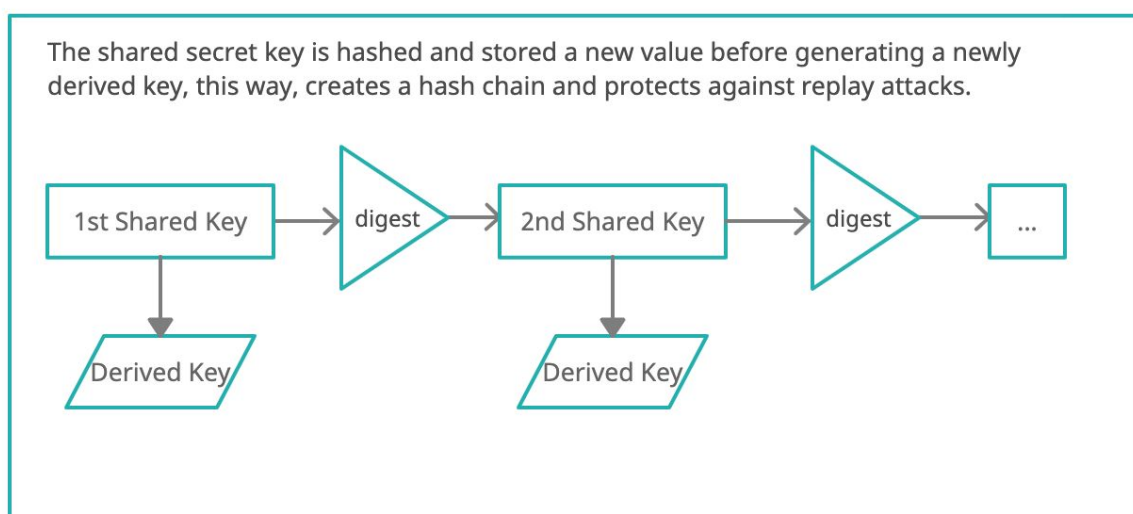 The shared secret key is hashed and stored a new value before generating a newly
derived key, this way, creates a hash chain and protects against replay attacks.
1st Shared Key
digest
2nd Shared Key
digest
...
Derived Key
Derived Key